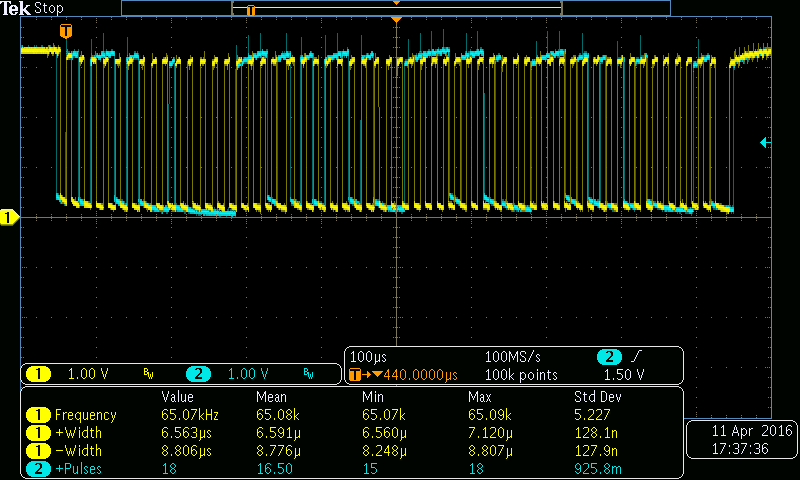 Tek Stop
T
T
1
100µs 100MS/s 2
1 1.00 V BW 2 1.00 V BW T→▼440.0000µs 100k points 1.50 V
Value Mean Min Max Std Dev
1 Frequency 65.07kHz 65.08k 65.07k 65.09k 5.227
1 +Width 6.563µs 6.591µ 6.560µ 7.120µ 128.1n
1 −Width 8.806µs 8.776µ 8.248µ 8.807µ 127.9n
2 +Pulses 18 16.50 15 18 925.8m
11 Apr 2016
17:37:36